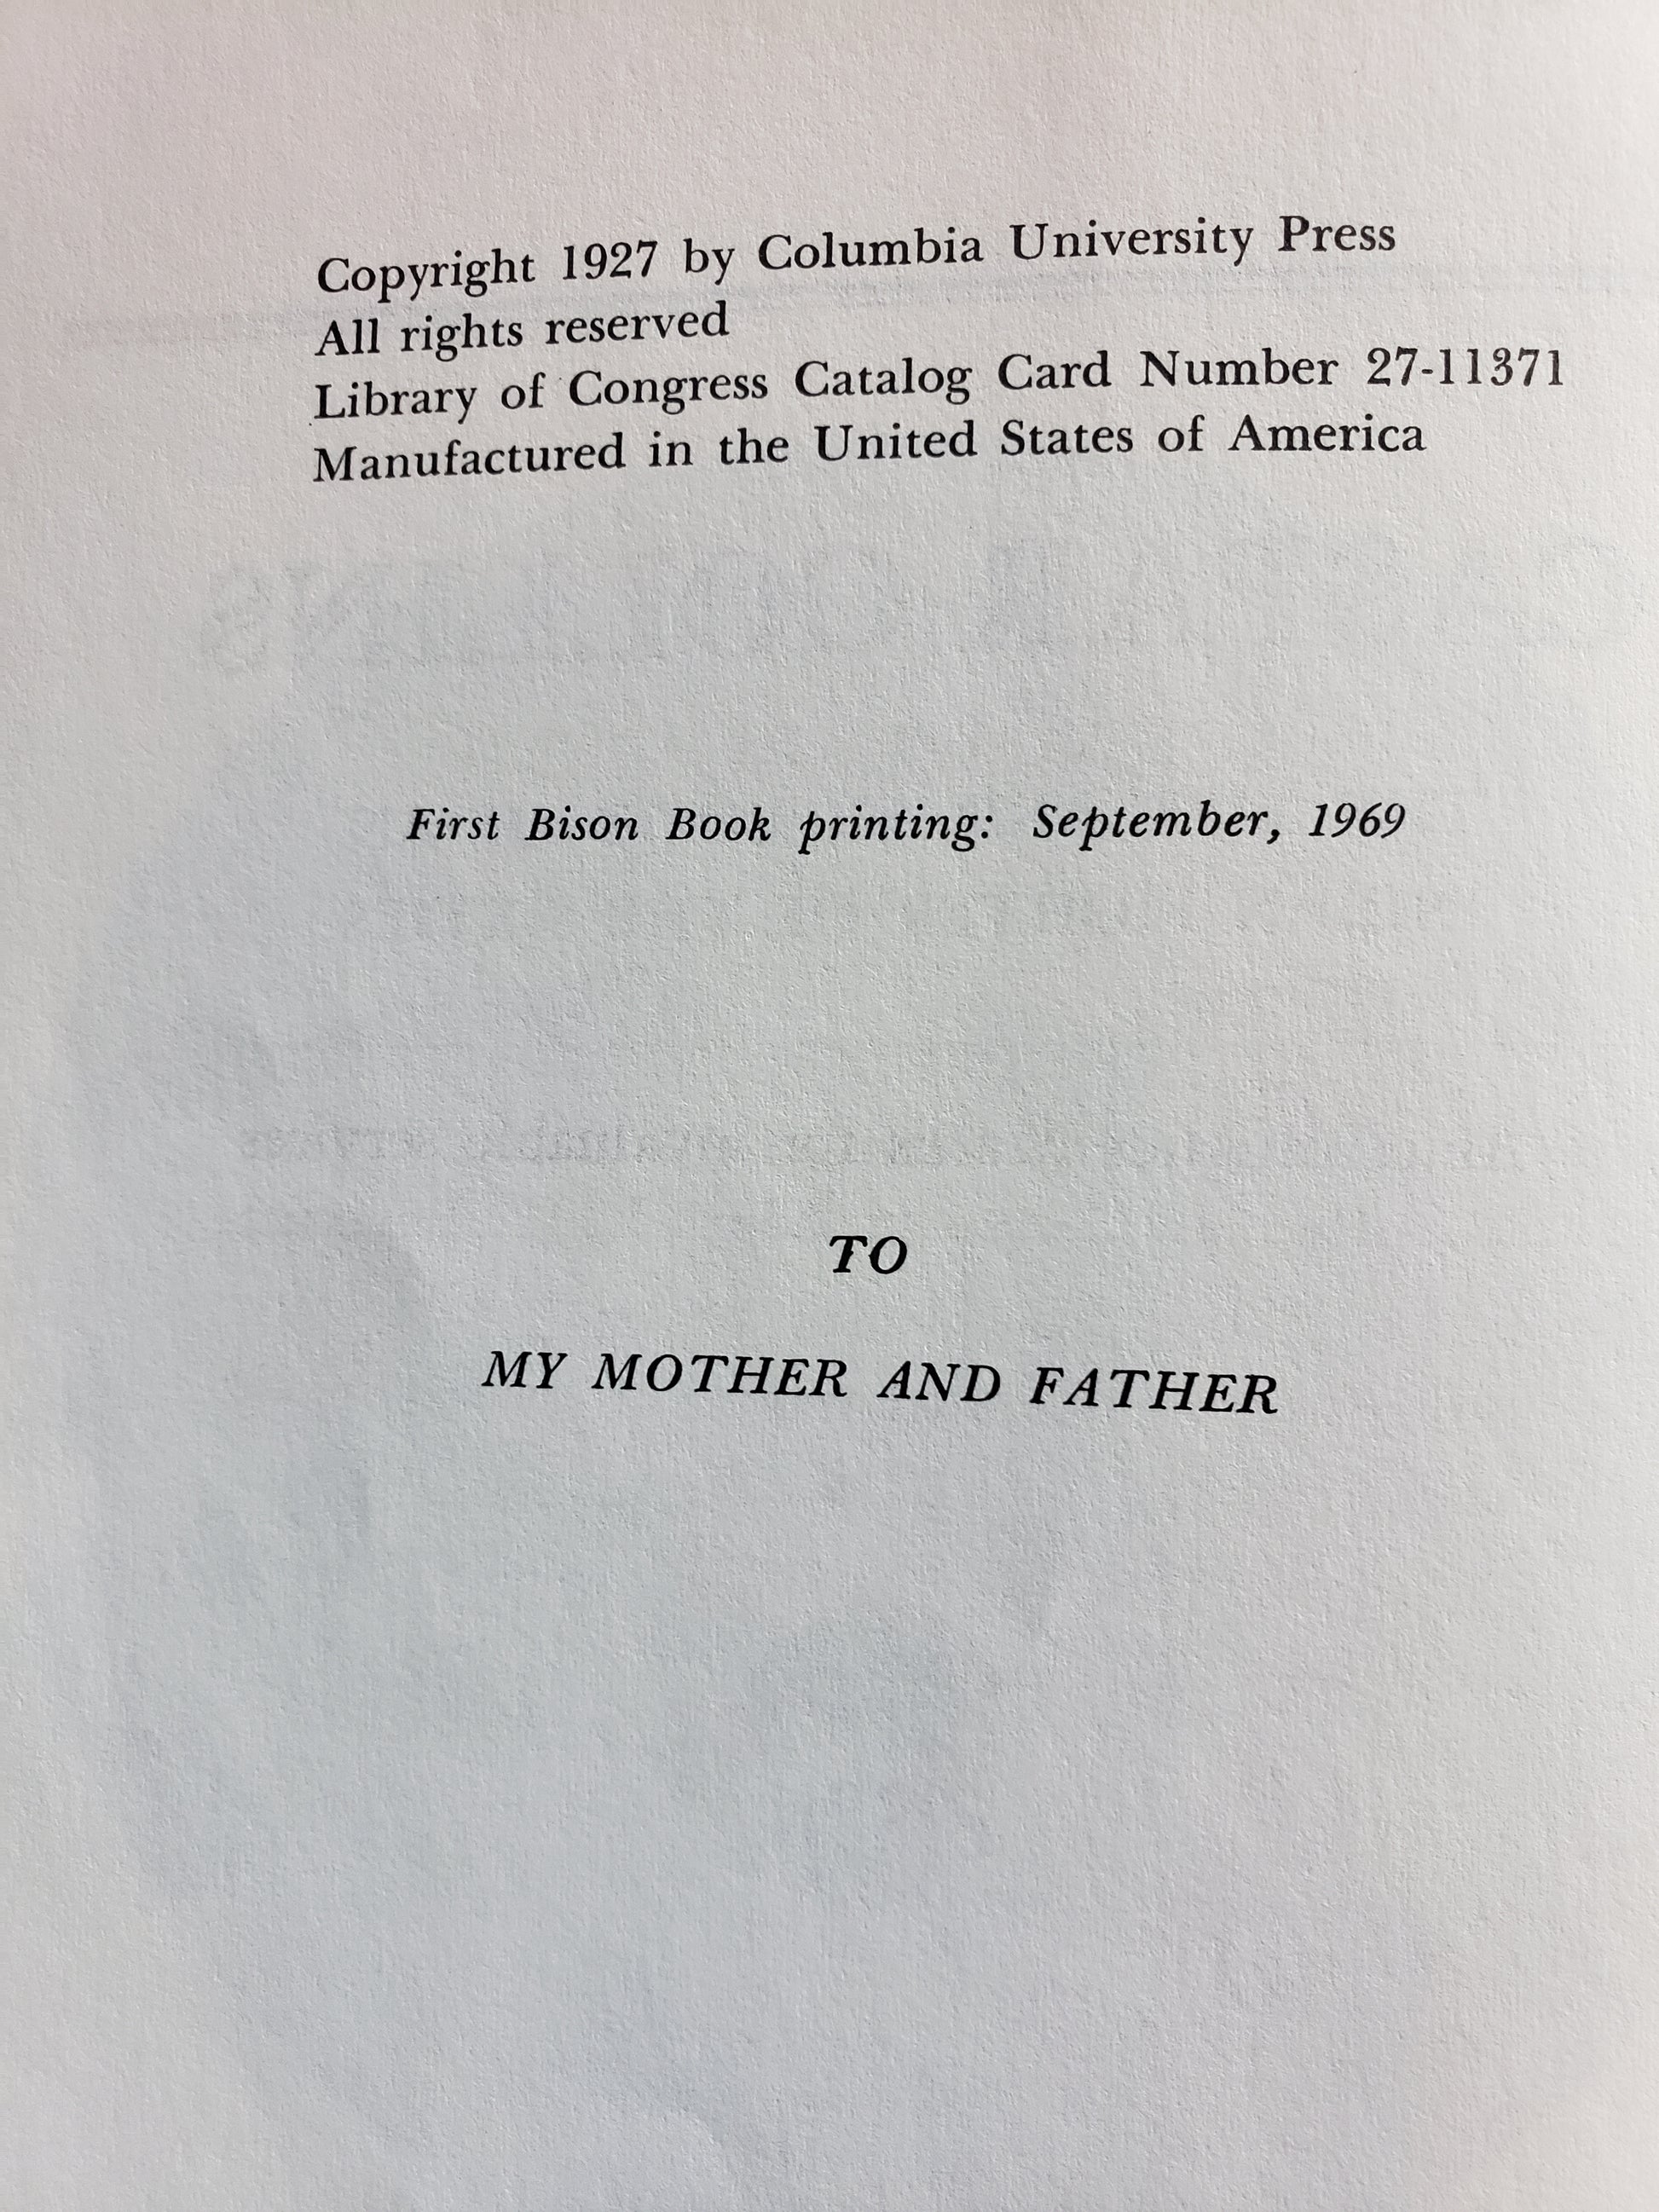 Copyright 1927 by Columbia University Press
All rights reserved
Library of Congress Catalog Card Number 27-11371
Manufactured in the United States of America
First Bison Book printing: September, 1969
TO
MY MOTHER AND FATHER